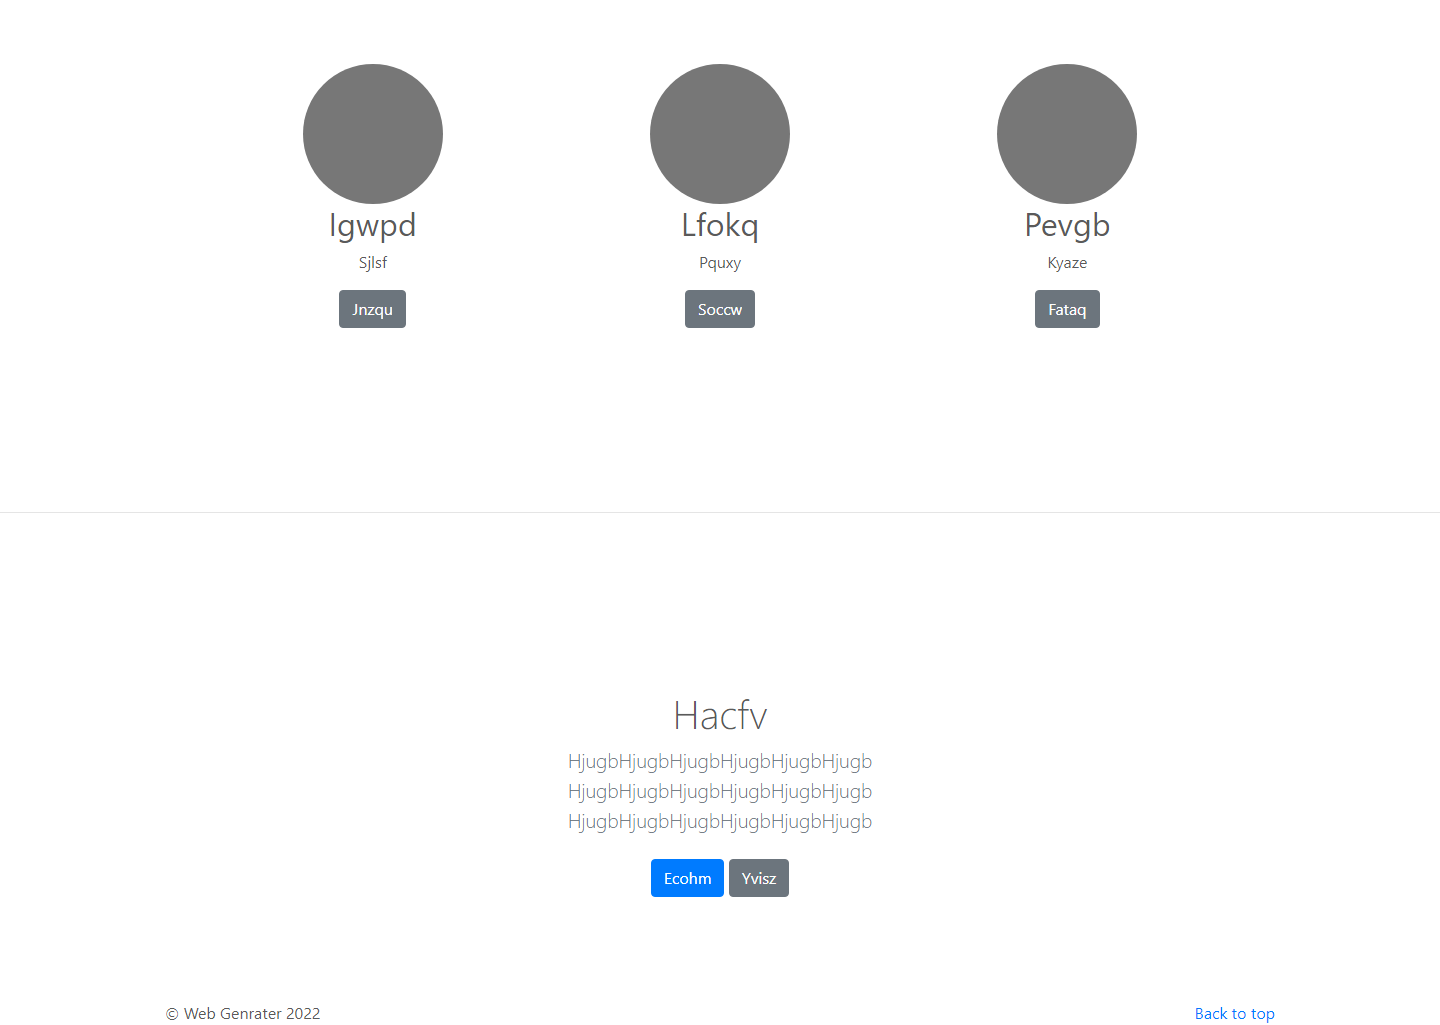 Igwpd
Lfokq
Pevgb
Sjlsf
Pquxy
Kyaze
Jnzqu
Soccw
Fataq
Hacfv
HjugbHjugbHjugbHjugbHjugbHjugb
HjugbHjugbHjugbHjugbHjugbHjugb
HjugbHjugbHjugbHjugbHjugbHjugb
Ecohm Yvisz
© Web Genrater 2022
Back to top